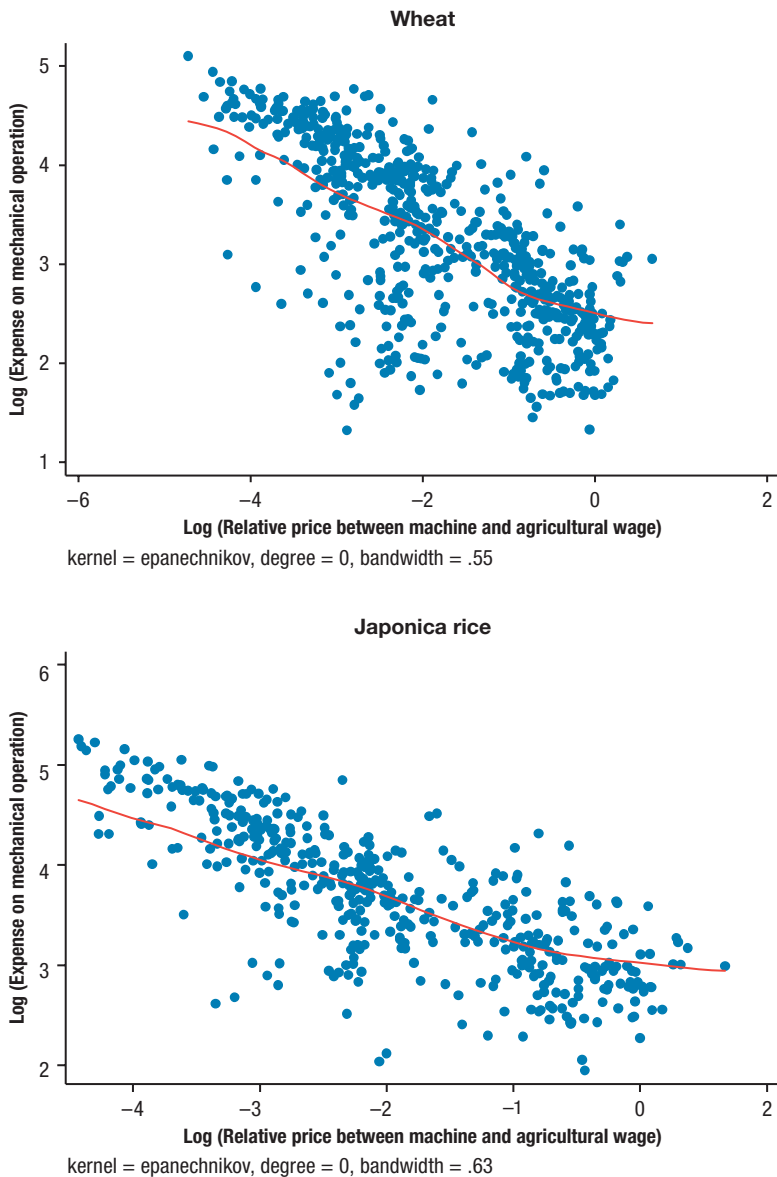 Wheat
5
4
3
2
1
Log (Expense on mechanical operation)
−6
−4
−2
0
2
Log (Relative price between machine and agricultural wage)
kernel = epanechnikov, degree = 0, bandwidth = .55
Japonica rice
6
5
4
3
2
Log (Expense on mechanical operation)
−4
−3
−2
−1
0
2
Log (Relative price between machine and agricultural wage)
kernel = epanechnikov, degree = 0, bandwidth = .63